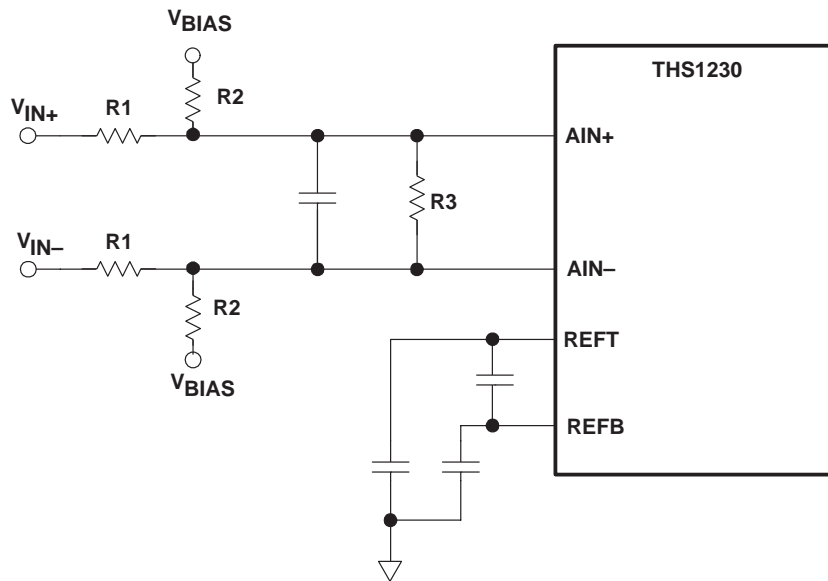 VBIAS
THS1230
R2
R1
VIN+
AIN+
R3
R1
VIN–
AIN–
R2
REFT
VBIAS
REFB